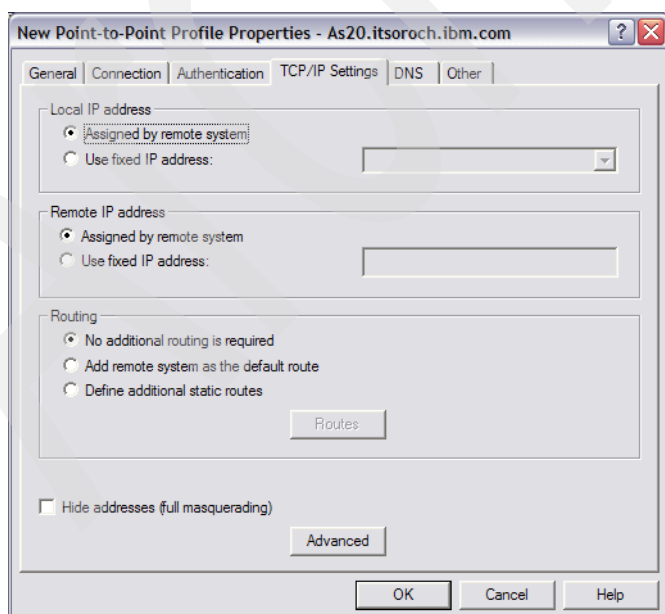 New Point-to-Point Profile Properties - As20.itsoroch.ibm.com
General Connection Authentication TCP/IP Settings DNS Other
Local IP address
Assigned by remote system
Use fixed IP address:
Remote IP address
Assigned by remote system
Use fixed IP address:
Routing
No additional routing is required
Add remote system as the default route
Define additional static routes
Routes
Hide addresses (full masquerading)
Advanced
OK Cancel Help